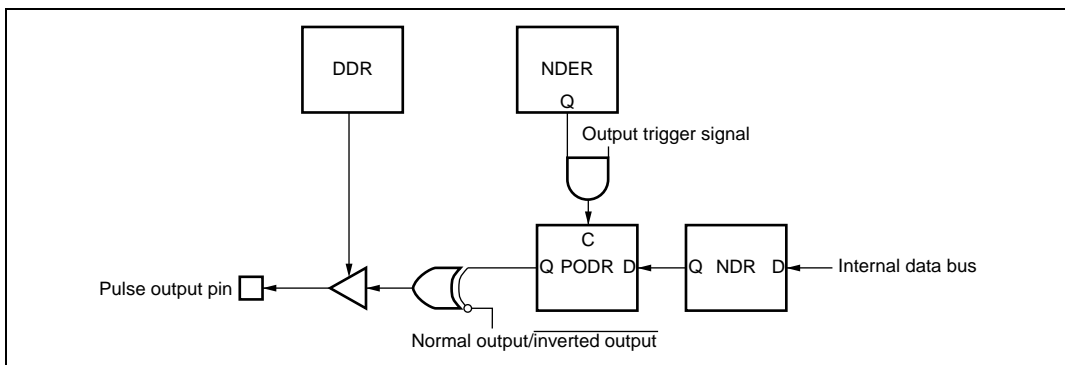 DDR
NDER
Q
Output trigger signal
C
Q PODR D
Q NDR D
Internal data bus
Pulse output pin
Normal output/inverted output